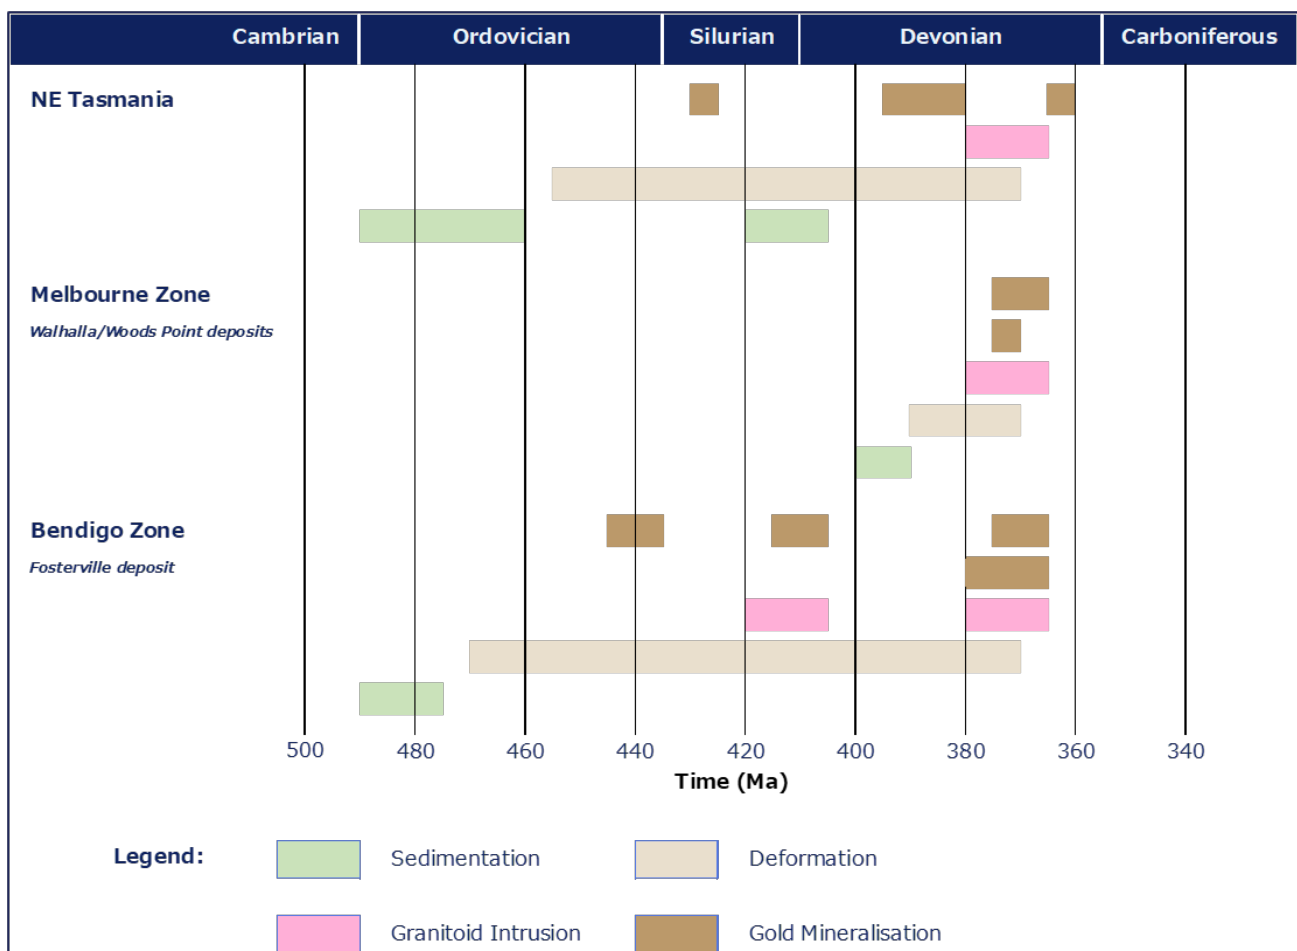 Cambrian Ordovician Silurian Devonian Carboniferous
NE Tasmania
Melbourne Zone
Walhalla/Woods Point deposits
Bendigo Zone
Fosterville deposit
500 480 460 440 420 400 380 360 340
Time (Ma)
Legend: Sedimentation Deformation
Granitoid Intrusion Gold Mineralisation